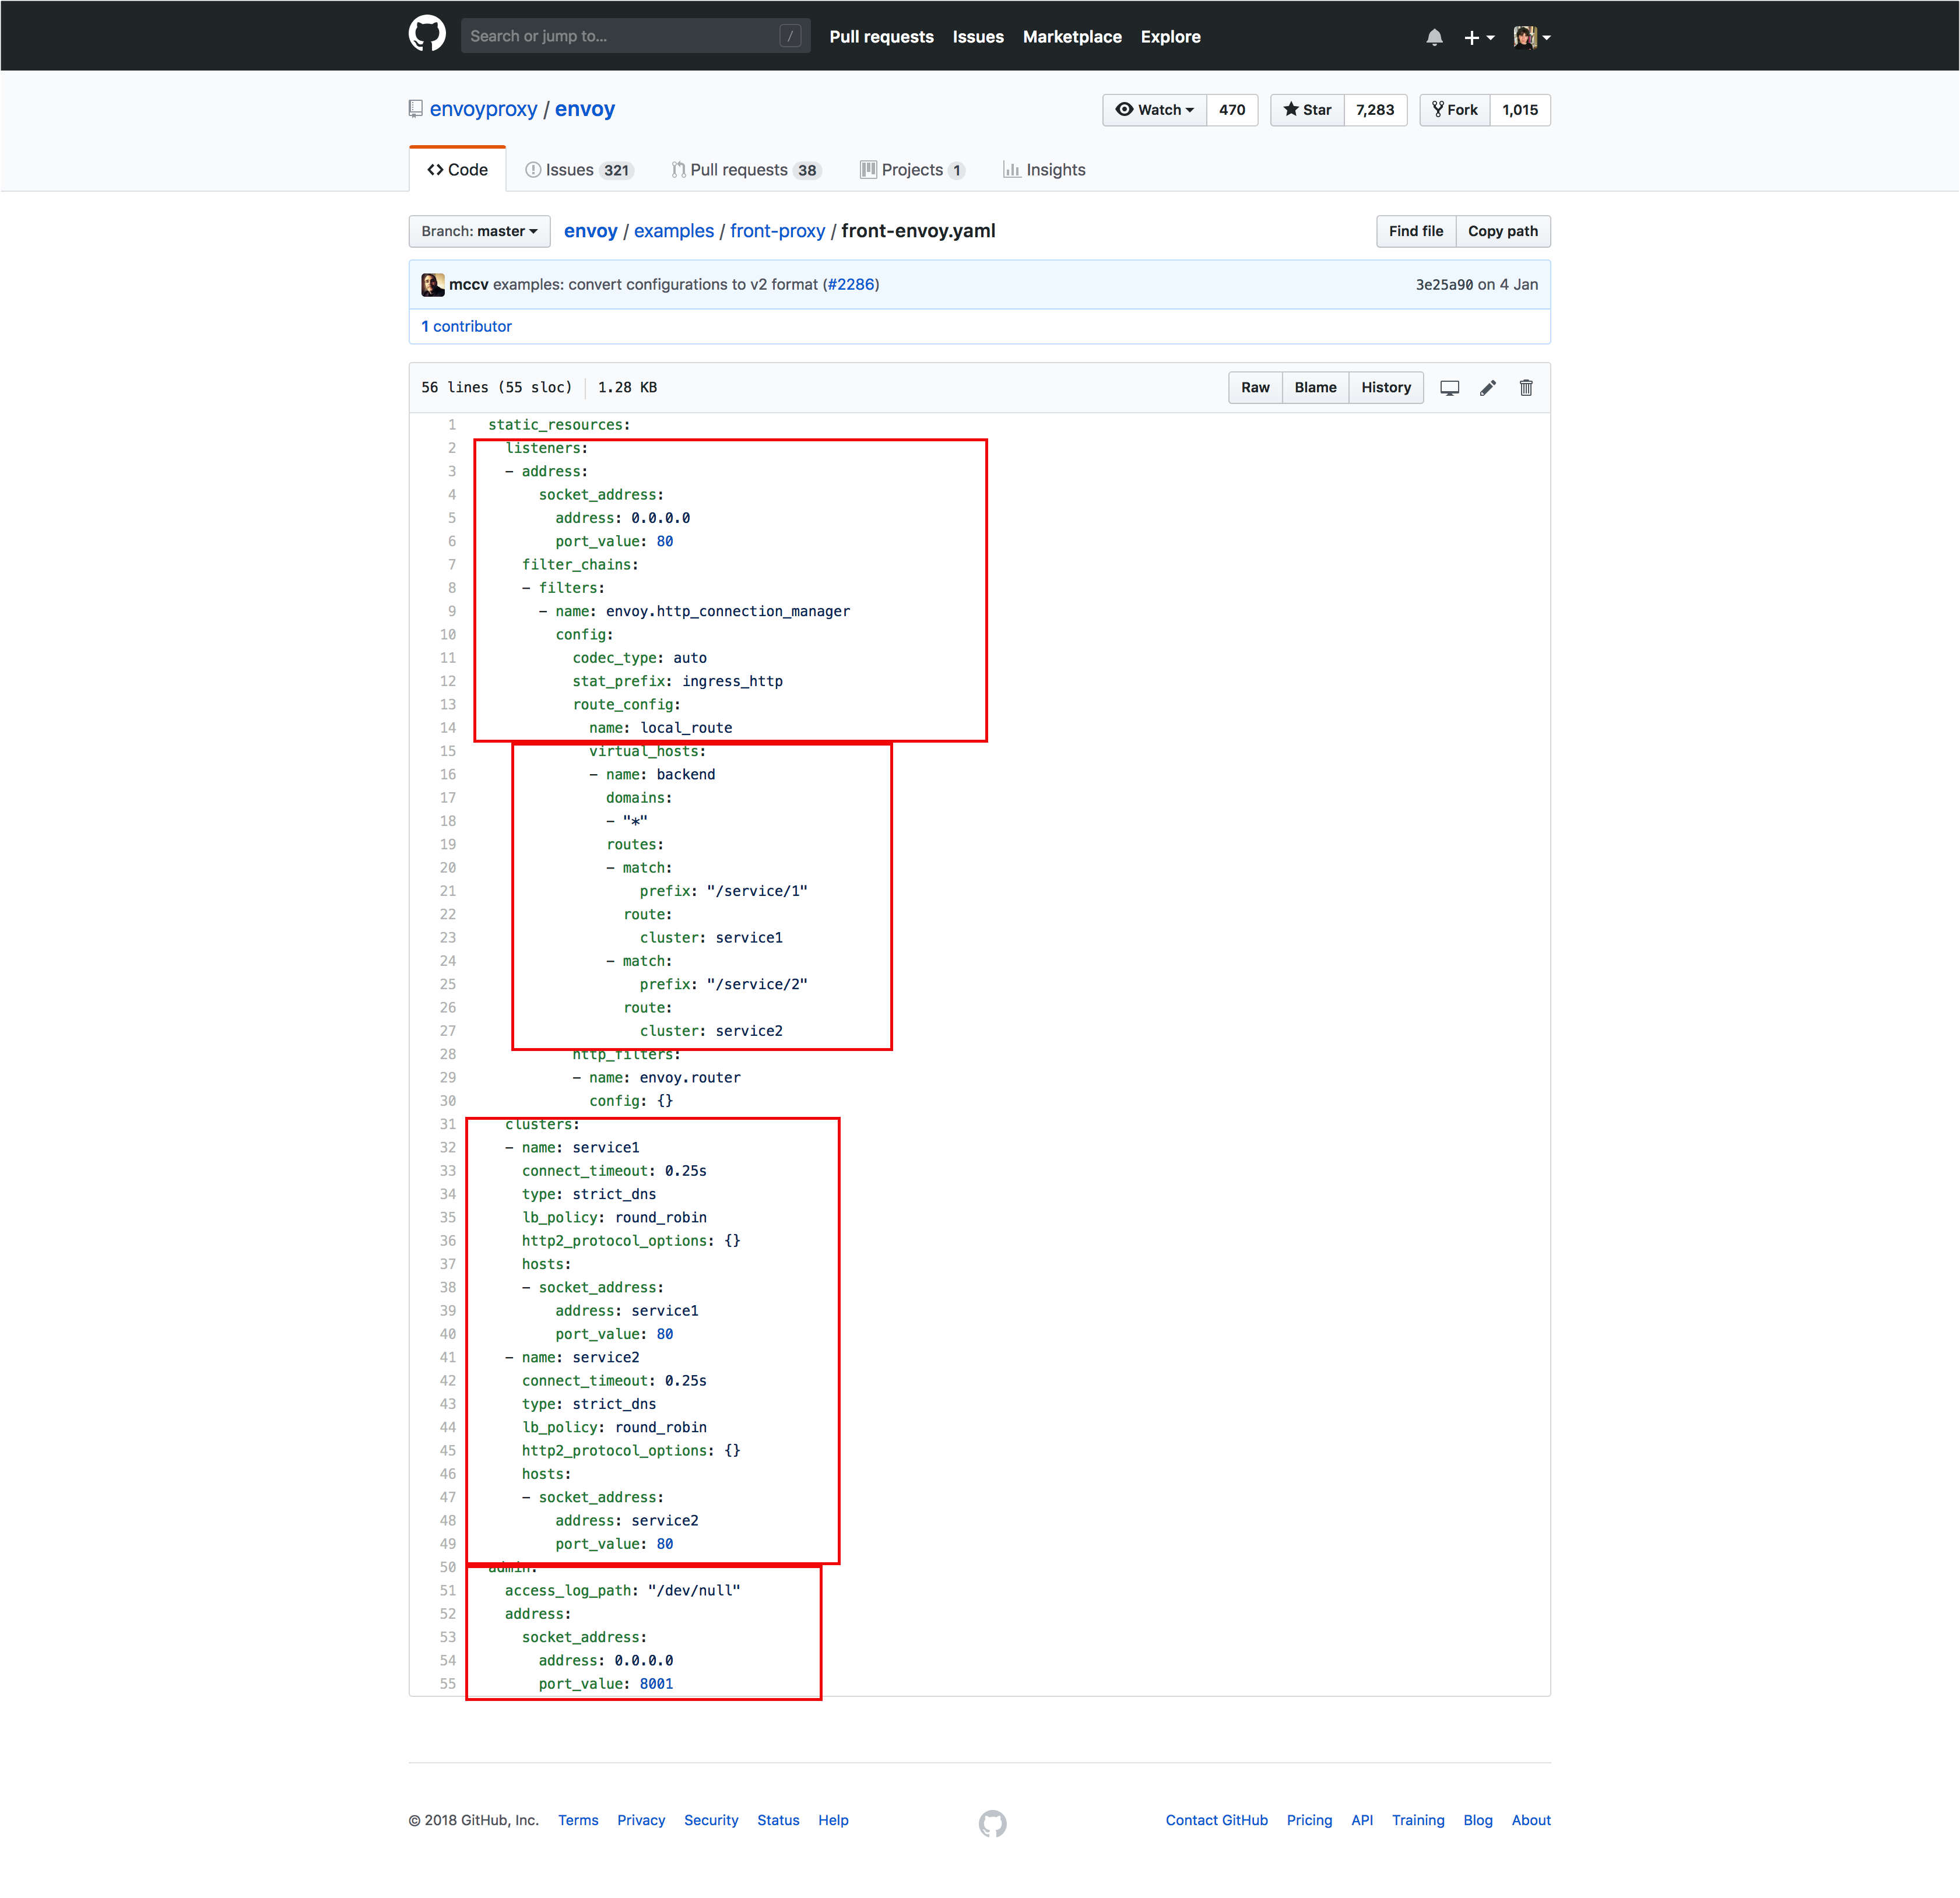 Search or jump to... / Pull requests Issues Marketplace Explore
envoyproxy / envoy Watch 470 Star 7,283 Fork 1,015
Code Issues 321 Pull requests 38 Projects 1 Insights
Branch: master envoy / examples / front-proxy / front-envoy.yaml Find file Copy path
mccv examples: convert configurations to v2 format (#2286) 3e25a90 on 4 Jan
1 contributor
56 lines (55 sloc) 1.28 KB Raw Blame History
1 static_resources:
2   listeners:
3   - address:
4       socket_address:
5         address: 0.0.0.0
6         port_value: 80
7     filter_chains:
8     - filters:
9       - name: envoy.http_connection_manager
10         config:
11           codec_type: auto
12           stat_prefix: ingress_http
13           route_config:
14             name: local_route
15             virtual_hosts:
16             - name: backend
17               domains:
18               - "*"
19               routes:
20               - match:
21                   prefix: "/service/1"
22                 route:
23                   cluster: service1
24               - match:
25                   prefix: "/service/2"
26                 route:
27                   cluster: service2
28           http_filters:
29           - name: envoy.router
30             config: {}
31   clusters:
32   - name: service1
33     connect_timeout: 0.25s
34     type: strict_dns
35     lb_policy: round_robin
36     http2_protocol_options: {}
37     hosts:
38     - socket_address:
39         address: service1
40         port_value: 80
41   - name: service2
42     connect_timeout: 0.25s
43     type: strict_dns
44     lb_policy: round_robin
45     http2_protocol_options: {}
46     hosts:
47     - socket_address:
48         address: service2
49         port_value: 80
50 admin:
51   access_log_path: "/dev/null"
52   address:
53     socket_address:
54       address: 0.0.0.0
55       port_value: 8001
© 2018 GitHub, Inc. Terms Privacy Security Status Help Contact GitHub Pricing API Training Blog About